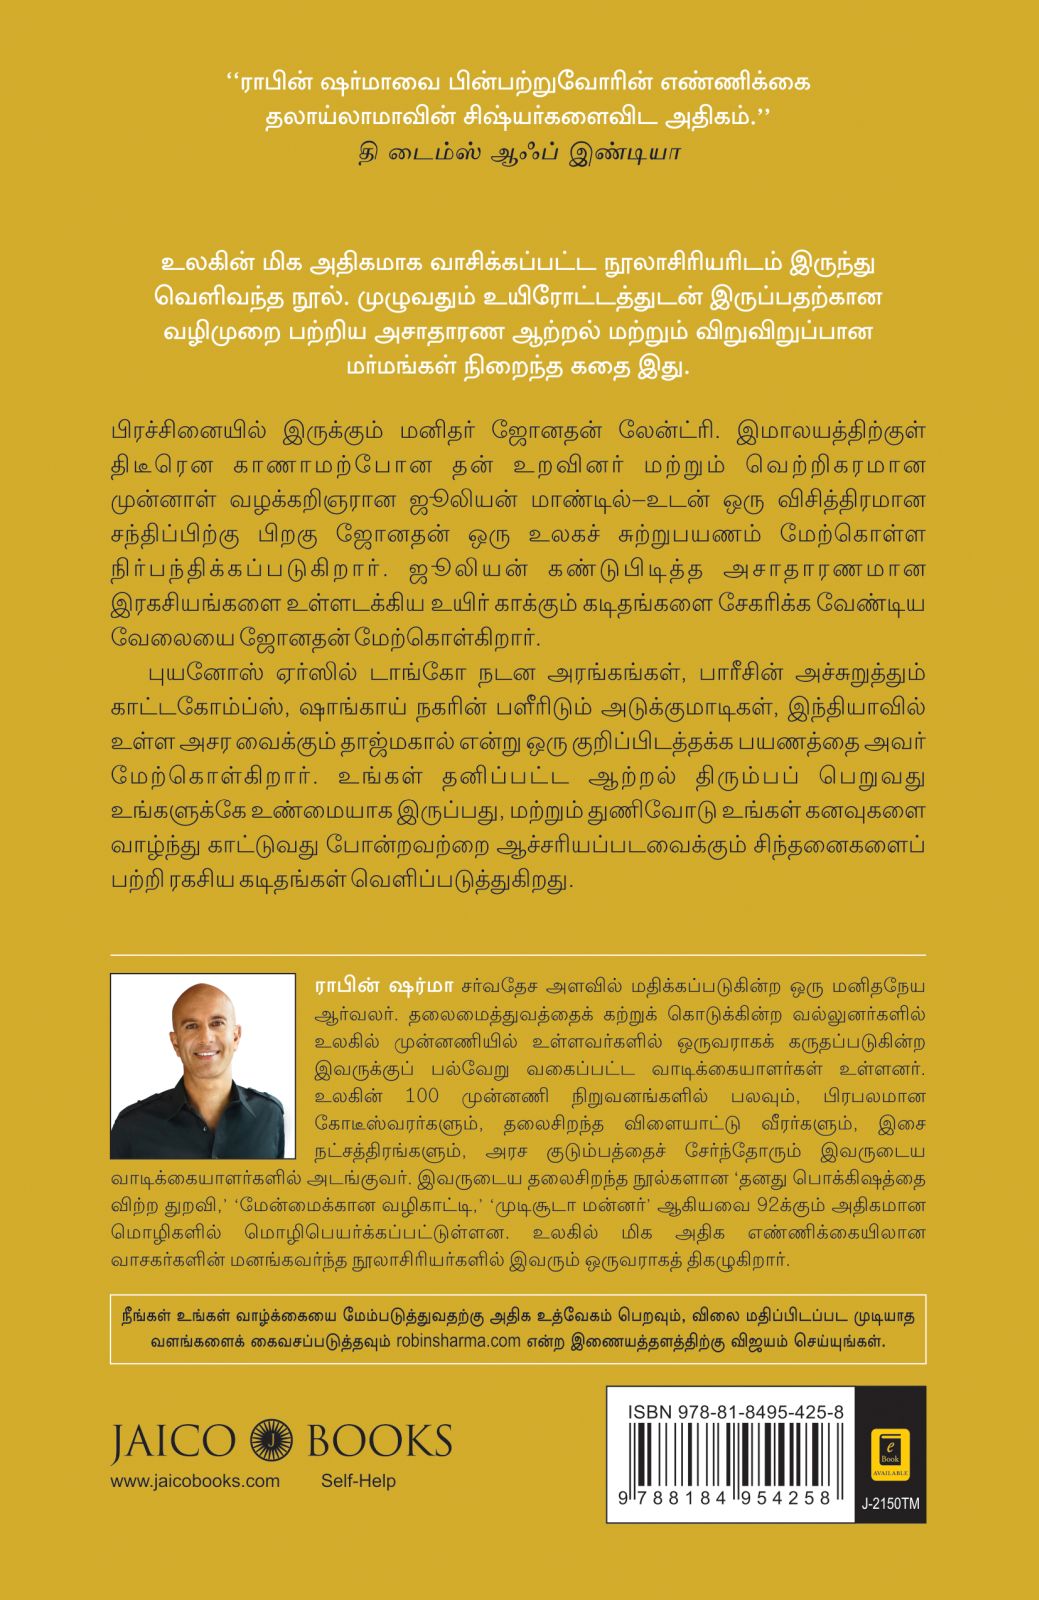 “ராபின் ஷர்மாவை பின்பற்றுவோரின் எண்ணிக்கை
தலாய்லாமாவின் சிஷ்யர்களைவிட அதிகம்.”
தி டைம்ஸ் ஆஃப் இண்டியா
உலகின் மிக அதிகமாக வாசிக்கப்பட்ட நூலாசிரியரிடம் இருந்து
வெளிவந்த நூல். முழுவதும் உயிரோட்டத்துடன் இருப்பதற்கான
வழிமுறை பற்றிய அசாதாரண ஆற்றல் மற்றும் விறுவிறுப்பான
மர்மங்கள் நிறைந்த கதை இது.
பிரச்சினையில் இருக்கும் மனிதர் ஜோனதன் லேன்ட்ரி. இமாலயத்திற்குள்
திடீரென காணாமற்போன தன் உறவினர் மற்றும் வெற்றிகரமான
முன்னாள் வழக்கறிஞரான ஜூலியன் மாண்டில்–உடன் ஒரு விசித்திரமான
சந்திப்பிற்கு பிறகு ஜோனதன் ஒரு உலகச் சுற்றுபயணம் மேற்கொள்ள
நிர்பந்திக்கப்படுகிறார். ஜூலியன் கண்டுபிடித்த அசாதாரணமான
இரகசியங்களை உள்ளடக்கிய உயிர் காக்கும் கடிதங்களை சேகரிக்க வேண்டிய
வேலையை ஜோனதன் மேற்கொள்கிறார்.
புயனோஸ் ஏர்ஸில் டாங்கோ நடன அரங்கங்கள், பாரீசின் அச்சுறுத்தும்
காட்டகோம்ப்ஸ், ஷாங்காய் நகரின் பளீரிடும் அடுக்குமாடிகள், இந்தியாவில்
உள்ள அசர வைக்கும் தாஜ்மகால் என்று ஒரு குறிப்பிடத்தக்க பயணத்தை அவர்
மேற்கொள்கிறார். உங்கள் தனிப்பட்ட ஆற்றல் திரும்பப் பெறுவது
உங்களுக்கே உண்மையாக இருப்பது, மற்றும் துணிவோடு உங்கள் கனவுகளை
வாழ்ந்து காட்டுவது போன்றவற்றை ஆச்சரியப்படவைக்கும் சிந்தனைகளைப்
பற்றி ரகசிய கடிதங்கள் வெளிப்படுத்துகிறது.
ராபின் ஷர்மா சர்வதேச அளவில் மதிக்கப்படுகின்ற ஒரு மனிதநேய
ஆர்வலர். தலைமைத்துவத்தைக் கற்றுக் கொடுக்கின்ற வல்லுனர்களில்
உலகில் முன்னணியில் உள்ளவர்களில் ஒருவராகக் கருதப்படுகின்ற
இவருக்குப் பல்வேறு வகைப்பட்ட வாடிக்கையாளர்கள் உள்ளனர்.
உலகின் 100 முன்னணி நிறுவனங்களில் பலவும், பிரபலமான
கோடீஸ்வரர்களும், தலைசிறந்த விளையாட்டு வீரர்களும், இசை
நட்சத்திரங்களும், அரச குடும்பத்தைச் சேர்ந்தோரும் இவருடைய
வாடிக்கையாளர்களில் அடங்குவர். இவருடைய தலைசிறந்த நூல்களான ‘தனது பொக்கிஷத்தை
விற்ற துறவி,’ ‘மேன்மைக்கான வழிகாட்டி,’ ‘முடிசூடா மன்னர்’ ஆகியவை 92க்கும் அதிகமான
மொழிகளில் மொழிபெயர்க்கப்பட்டுள்ளன. உலகில் மிக அதிக எண்ணிக்கையிலான
வாசகர்களின் மனங்கவர்ந்த நூலாசிரியர்களில் இவரும் ஒருவராகத் திகழுகிறார்.
நீங்கள் உங்கள் வாழ்க்கையை மேம்படுத்துவதற்கு அதிக உத்வேகம் பெறவும், விலை மதிப்பிடப்பட முடியாத
வளங்களைக் கைவசப்படுத்தவும் robinsharma.com என்ற இணையத்தளத்திற்கு விஜயம் செய்யுங்கள்.
JAICO J BOOKS
www.jaicobooks.com Self-Help
ISBN 978-81-8495-425-8
9 788184 954258
e
Book
AVAILABLE
J-2150TM